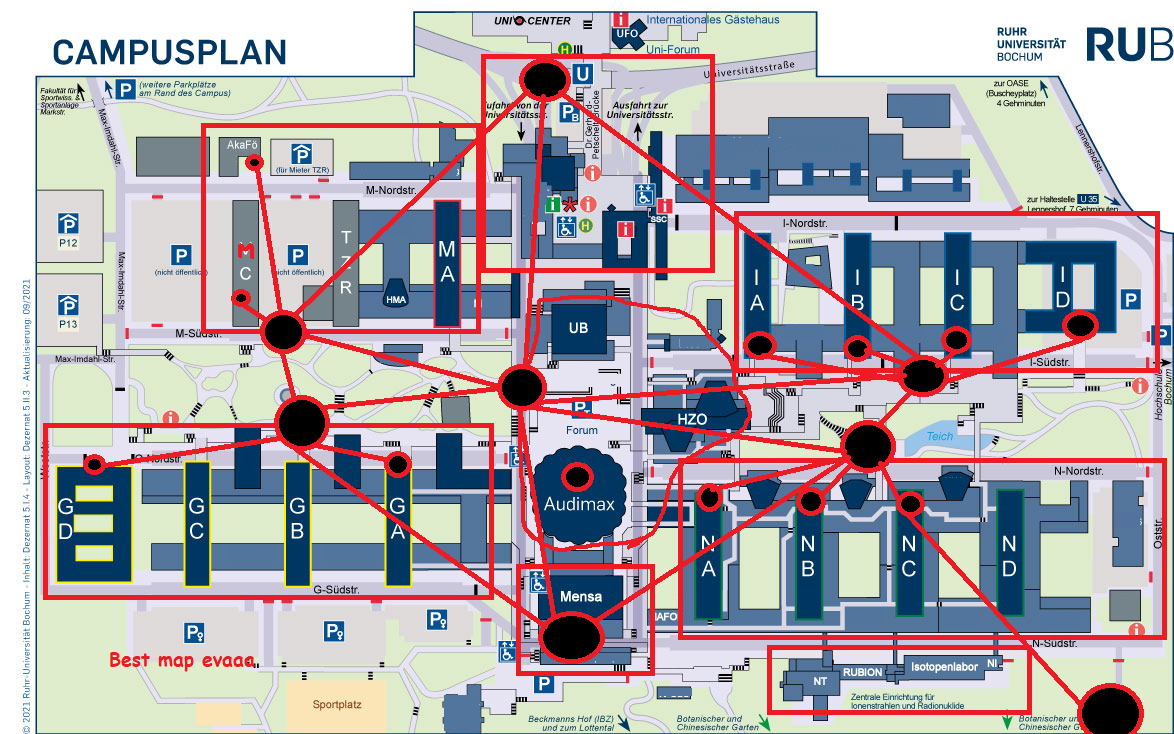 CAMPUSPLAN
UNI CENTER
Internationales Gästehaus
UFO
Uni-Forum
H
RUHR
UNIVERSITÄT
BOCHUM
RUB
Universitätsstraße
U
P
(weitere Parkplätze
am Rand des Campus)
Fakultät für
Sportwiss. &
Sportanlage
Markstr.
Max-Imdahl-Str.
zur OASE
(Buscheyplatz)
4 Gehminuten
Lennershofstr.
Zufahrt von der
Universitätsstr.
PB
Dr.-Gerhard-
Petschelt-Brücke
Ausfahrt zur
Universitätsstr.
AkaFö
P
(für Mieter TZR)
M-Nordstr.
zur Haltestelle U 35
Lennershof, 7 Gehminuten
P
P12
P
(nicht öffentlich)
MC
P
(nicht öffentlich)
TZR
MA
HMA
i
H
i
SSC
I-Nordstr.
IA
IB
IC
ID
P
P
P13
Max-Imdahl-Str.
M-Südstr.
UB
I-Südstr.
P
Max-Imdahl-Str.
Hochschule
Bochum
P
Forum
HZO
Teich
G-Nordstr.
N-Nordstr.
GD
GC
GB
GA
Audimax
NA
NB
NC
ND
Oststr.
G-Südstr.
Mensa
N-Südstr.
P
P
P
Best map evaaa
P
NT
RUBION
Isotopenlabor
NI
Zentrale Einrichtung für
Ionenstrahlen und Radionuklide
Sportplatz
Beckmanns Hof (IBZ)
und zum Lottental
Botanischer und
Chinesischer Garten
Botanischer
Chinesischer
© 2021 Ruhr-Universität Bochum - Inhalt: Dezernat 5.I.4 - Layout: Dezernat 5 II.3 - Aktualisierung: 09/2021